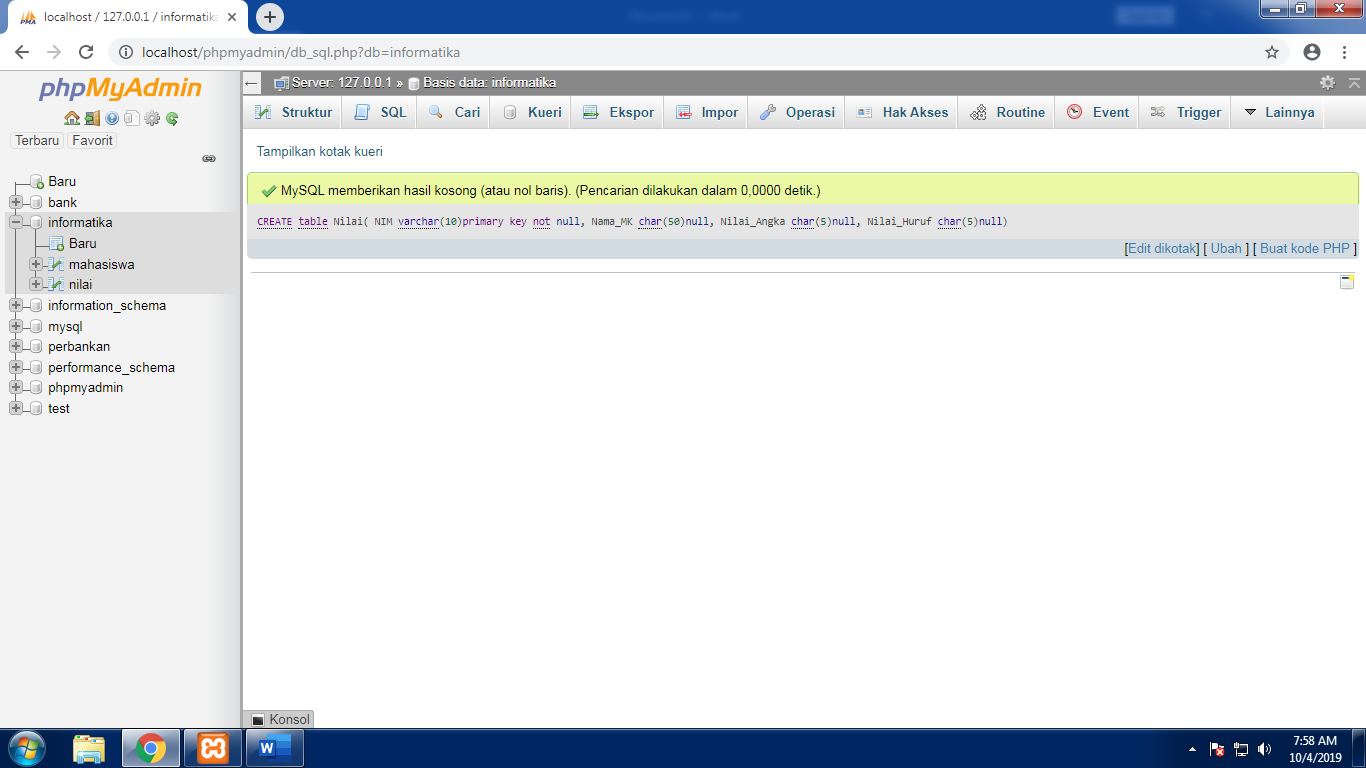 localhost / 127.0.0.1 / informatika
localhost/phpmyadmin/db_sql.php?db=informatika
phpMyAdmin
Terbaru Favorit
Baru
bank
informatika
Baru
mahasiswa
nilai
information_schema
mysql
perbankan
performance_schema
phpmyadmin
test
Server: 127.0.0.1 » Basis data: informatika
Struktur SQL Cari Kueri Ekspor Impor Operasi Hak Akses Routine Event Trigger Lainnya
Tampilkan kotak kueri
MySQL memberikan hasil kosong (atau nol baris). (Pencarian dilakukan dalam 0,0000 detik.)
CREATE table Nilai( NIM varchar(10)primary key not null, Nama_MK char(50)null, Nilai_Angka char(5)null, Nilai_Huruf char(5)null)
[Edit dikotak] [ Ubah ] [ Buat kode PHP ]
Konsol
7:58 AM
10/4/2019